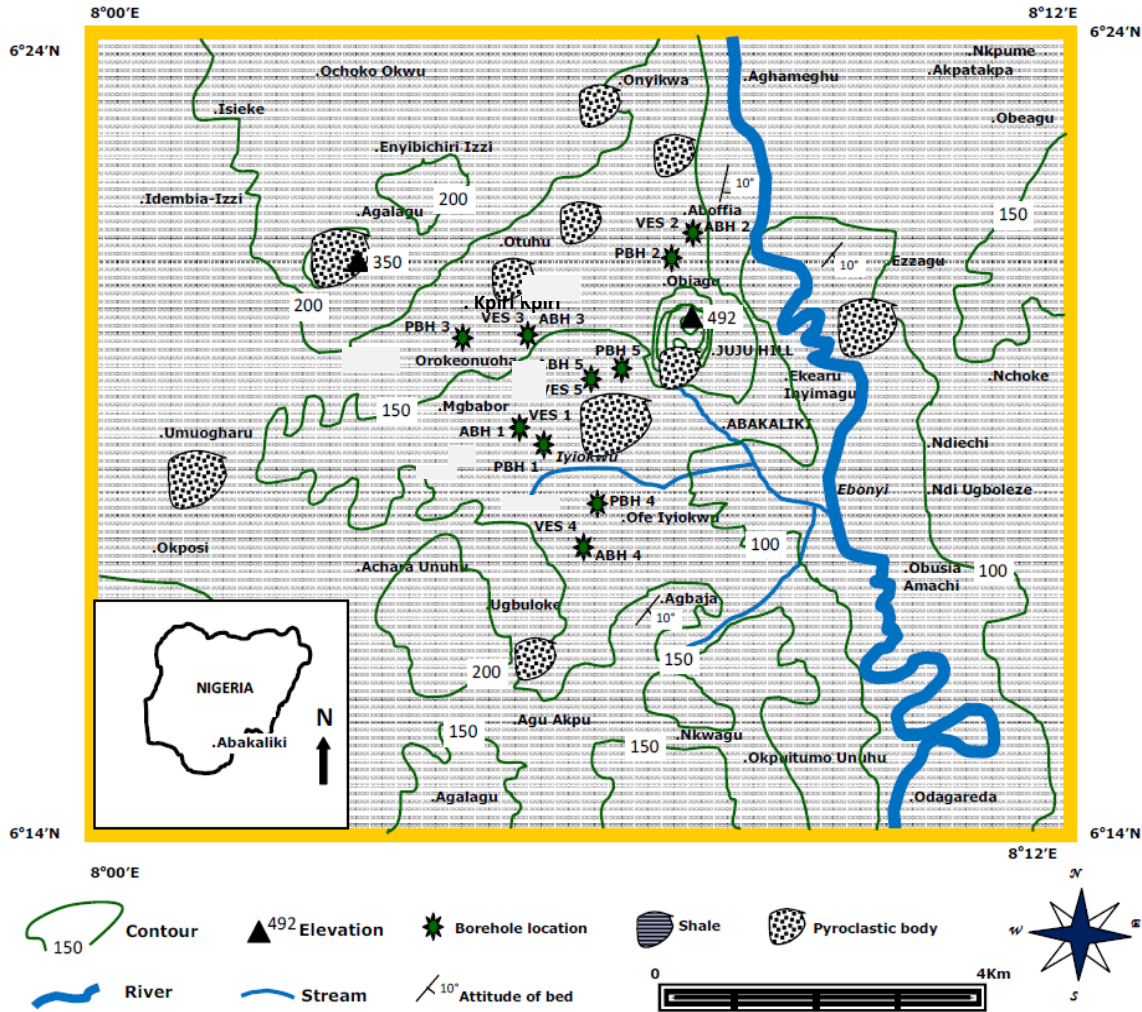 8°00′E
8°12′E
6°24′N
6°24′N
.Nkpume
.Ochoko Okwu
.Onyikwa
.Aghameghu
.Akpatakpa
.Isieke
.Obeagu
.Enyibichiri Izzi
10°
.Idembia-Izzi
200
.Agalagu
150
.Aboffia
VES 2
ABH 2
.Otuhu
PBH 2
350
10°
.Ezzagu
Obiagu
200
. Kpiri Kpiri
VES 3
ABH 3
492
PBH 3
PBH 5
.JUJU HILL
Orokeonuoha
ABH 5
.Ekearu
Inyimagu
.Nchoke
VES 5
150
.Mgbabor
VES 1
.Umuogharu
ABH 1
.ABAKALIKI
.Ndiechi
Iyiokwu
PBH 1
Ebonyi
.Ndi Ugboleze
PBH 4
.Ofe Iyiokwu
VES 4
.Okposi
100
ABH 4
.Achara Unuhu
.Obusia
Amachi
100
Ugbuloke
.Agbaja
10°
150
200
NIGERIA
N
.Abakaliki
.Agu Akpu
150
.Nkwagu
150
.Okpuitumo Unuhu
.Agalagu
.Odagareda
6°14′N
6°14′N
8°12′E
8°00′E
150
Contour
492
Elevation
Borehole location
Shale
Pyroclastic body
N
W
E
S
River
Stream
10°
Attitude of bed
0
4Km